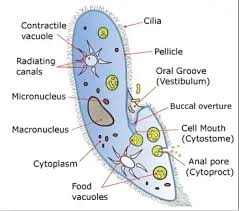 Contractile
vacuole
Radiating
canals
Micronucleus
Macronucleus
Cytoplasm
Food
vacuoles
Cilia
Pellicle
Oral Groove
(Vestibulum)
Buccal overture
Cell Mouth
(Cytostome)
Anal pore
(Cytoproct)